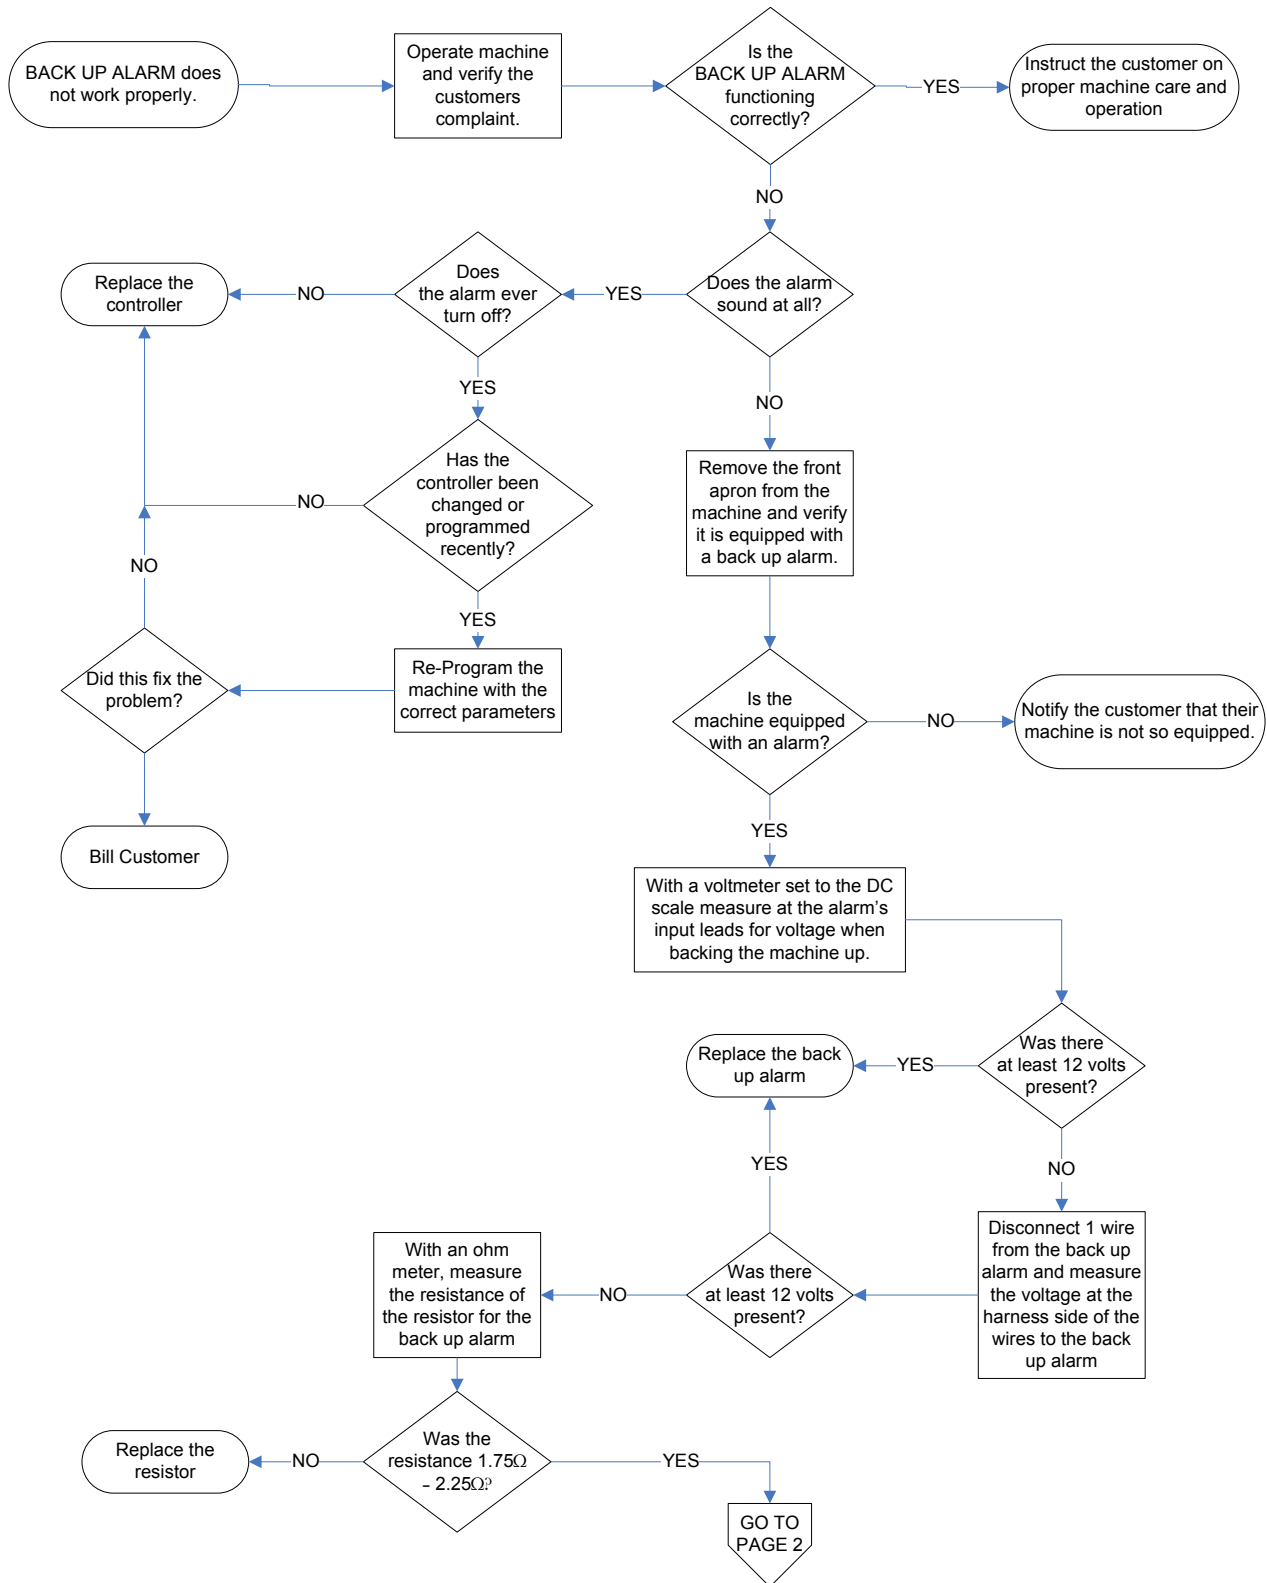 BACK UP ALARM does
not work properly.
Operate machine
and verify the
customers
complaint.
Is the
BACK UP ALARM
functioning
correctly?
YES
Instruct the customer on
proper machine care and
operation
NO
Does the alarm
sound at all?
YES
Does
the alarm ever
turn off?
NO
Replace the
controller
YES
Has the
controller been
changed or
programmed
recently?
NO
YES
Re-Program the
machine with the
correct parameters
Did this fix the
problem?
NO
Bill Customer
NO
Remove the front
apron from the
machine and verify
it is equipped with
a back up alarm.
Is the
machine equipped
with an alarm?
NO
Notify the customer that their
machine is not so equipped.
YES
With a voltmeter set to the DC
scale measure at the alarm’s
input leads for voltage when
backing the machine up.
Was there
at least 12 volts
present?
YES
Replace the back
up alarm
NO
Disconnect 1 wire
from the back up
alarm and measure
the voltage at the
harness side of the
wires to the back
up alarm
Was there
at least 12 volts
present?
YES
NO
With an ohm
meter, measure
the resistance of
the resistor for the
back up alarm
Was the
resistance 1.75Ω
- 2.25Ω?
NO
Replace the
resistor
YES
GO TO
PAGE 2